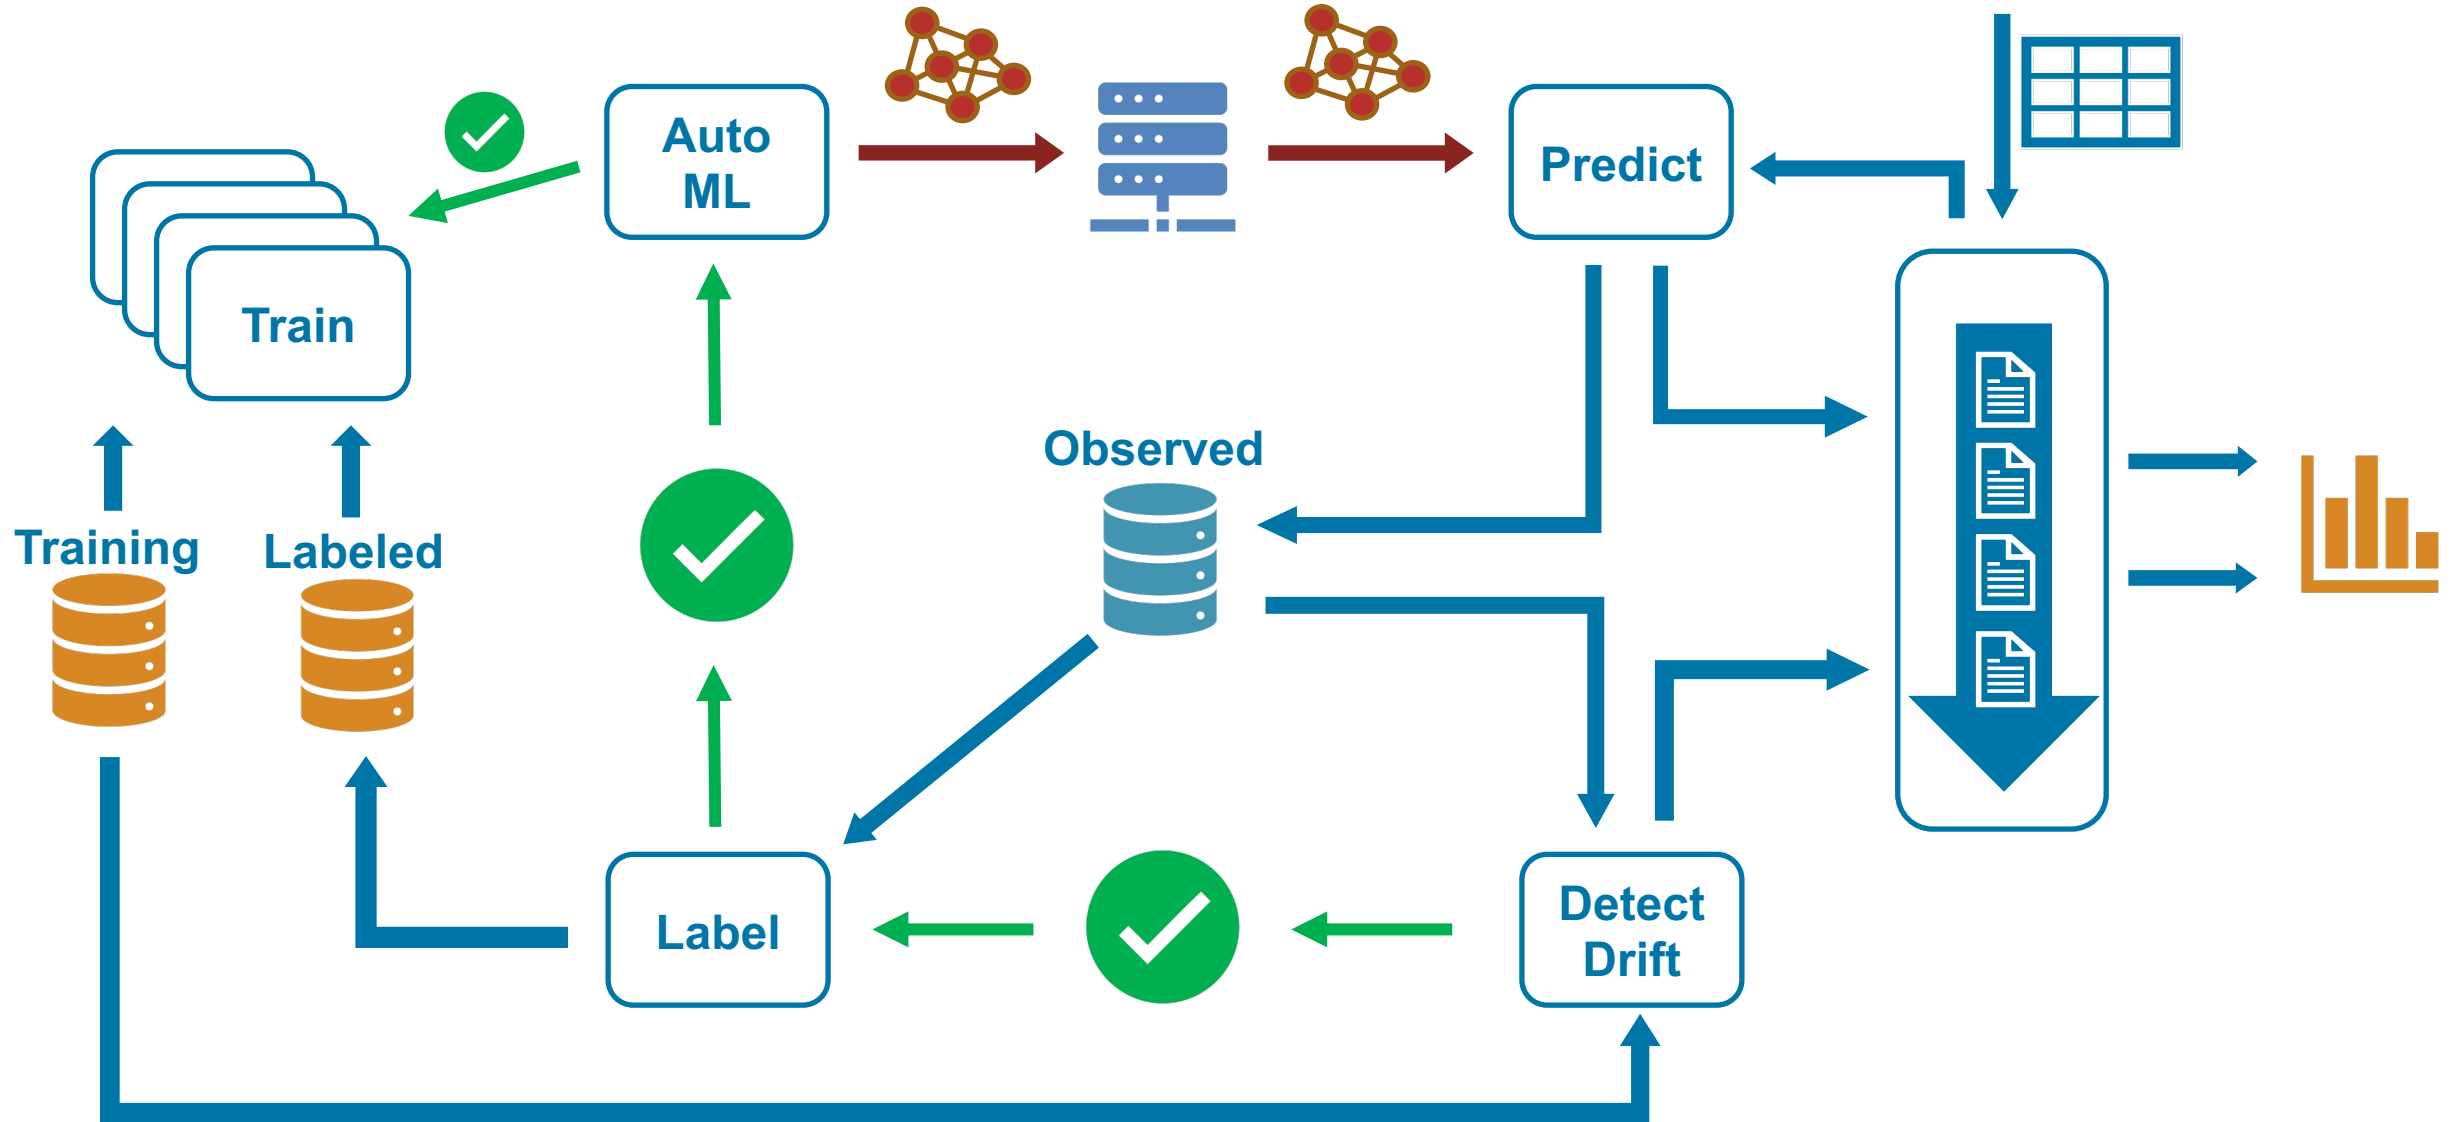 Auto
ML
Predict
Train
Observed
Training
Labeled
Label
Detect
Drift